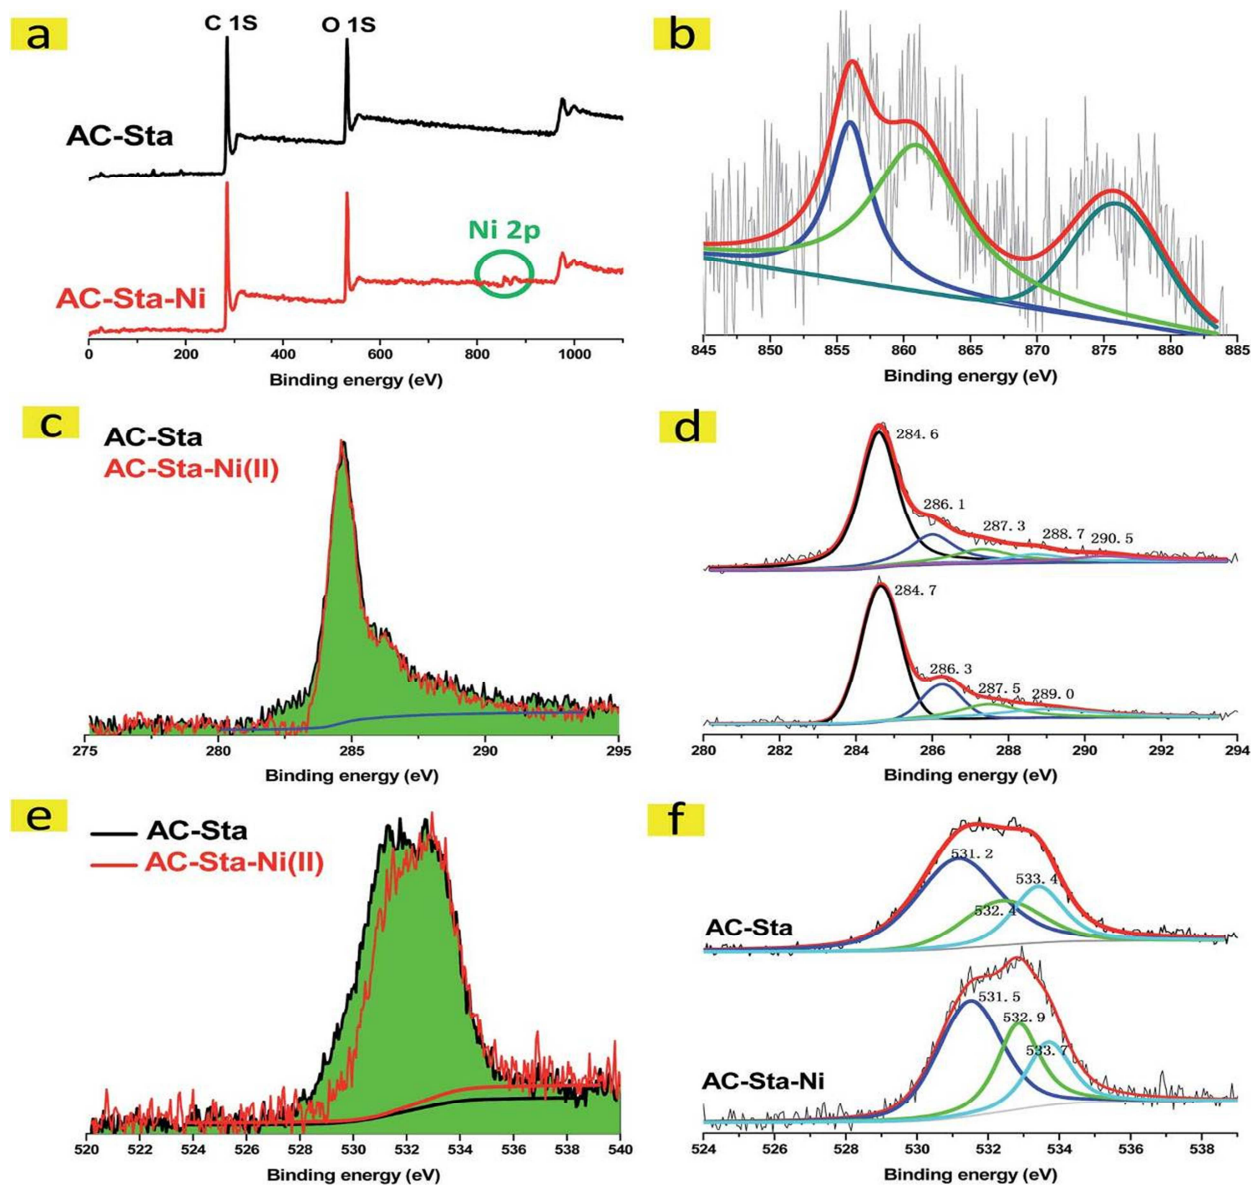 a
C 1S
O 1S
AC-Sta
Ni 2p
AC-Sta-Ni
0 200 400 600 800 1000
Binding energy (eV)
b
845 850 855 860 865 870 875 880 885
Binding energy (eV)
c
AC-Sta
AC-Sta-Ni(II)
275 285 290 295
Binding energy (eV)
d
284. 6
286. 1
287. 3
288. 7
290. 5
284. 7
286. 3
287. 5
289. 0
280 282 284 286 288 290 292 294
Binding energy (eV)
e
AC-Sta
AC-Sta-Ni(II)
520 522 524 526 528 530 532 534 536 538 540
Binding energy (eV)
f
531. 2
533. 4
532. 4
AC-Sta
531. 5
532. 9
533. 7
AC-Sta-Ni
524 526 528 530 532 534 536 538
Binding energy (eV)